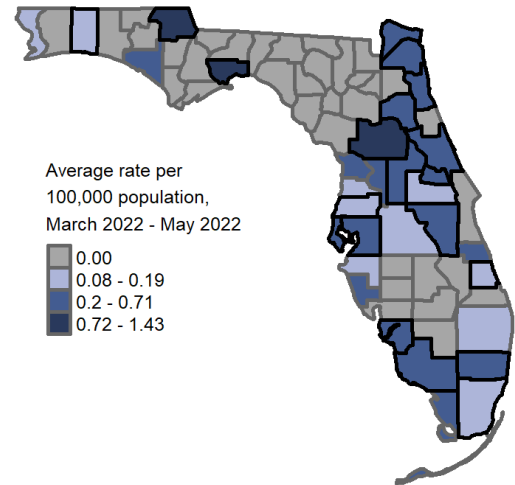 Average rate per
100,000 population,
March 2022 - May 2022
0.00
0.08 - 0.19
0.2 - 0.71
0.72 - 1.43